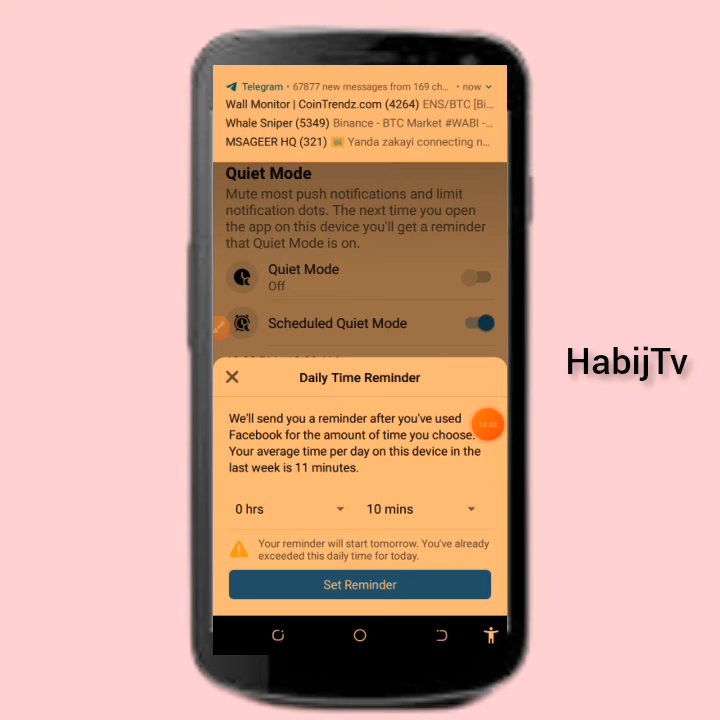 Telegram • 67877 new messages from 169 ch... • now
Wall Monitor | CoinTrendz.com (4264) ENS/BTC [Bi...
Whale Sniper (5349) Binance - BTC Market #WABI -...
MSAGEER HQ (321) Yanda zakayi connecting n...
Quiet Mode
Mute most push notifications and limit
notification dots. The next time you open
the app on this device you'll get a reminder
that Quiet Mode is on.
Quiet Mode
Off
Scheduled Quiet Mode
Daily Time Reminder
We'll send you a reminder after you've used
Facebook for the amount of time you choose.
Your average time per day on this device in the
last week is 11 minutes.
0 hrs 10 mins
Your reminder will start tomorrow. You've already
exceeded this daily time for today.
Set Reminder
HabijTv